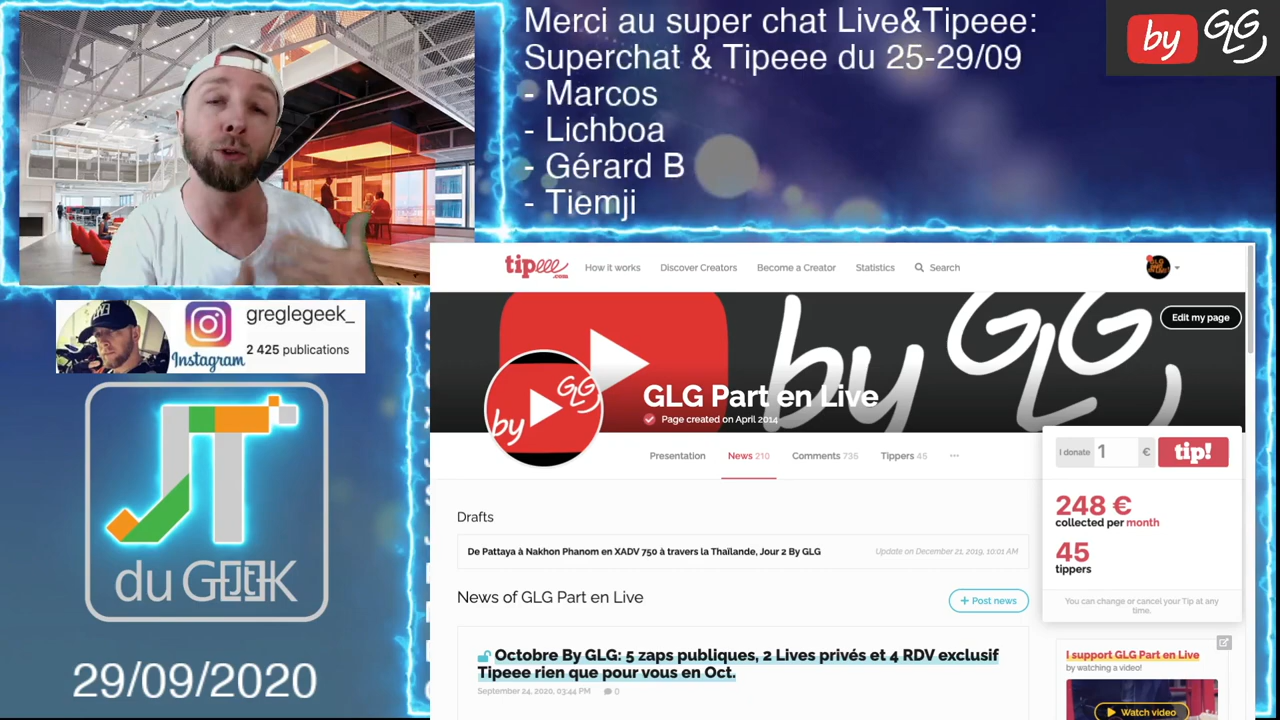 Merci au super chat Live&Tipeee:
Superchat & Tipeee du 25-29/09
- Marcos
- Lichboa
- Gérard B
- Tiemji
by GLG
greglegeek_
Instagram
2 425 publications
JT
du GEEK
29/09/2020
tipeee.com
How it works
Discover Creators
Become a Creator
Statistics
Search
Edit my page
by GLG
by GLG
GLG Part en Live
Page created on April 2014
Presentation
News 210
Comments 736
Tippers 45
I donate 1 €
tip!
248 €
collected per month
45
tippers
You can change or cancel your Tip at any
time.
Drafts
De Pattaya à Nakhon Phanom en XADV 750 à travers la Thaïlande, Jour 2 By GLG
Update on December 21, 2019, 10:01 AM
News of GLG Part en Live
+ Post news
Octobre By GLG: 5 zaps publiques, 2 Lives privés et 4 RDV exclusif
Tipeee rien que pour vous en Oct.
September 24, 2020, 03:44 PM
0
I support GLG Part en Live
by watching a video!
Watch video